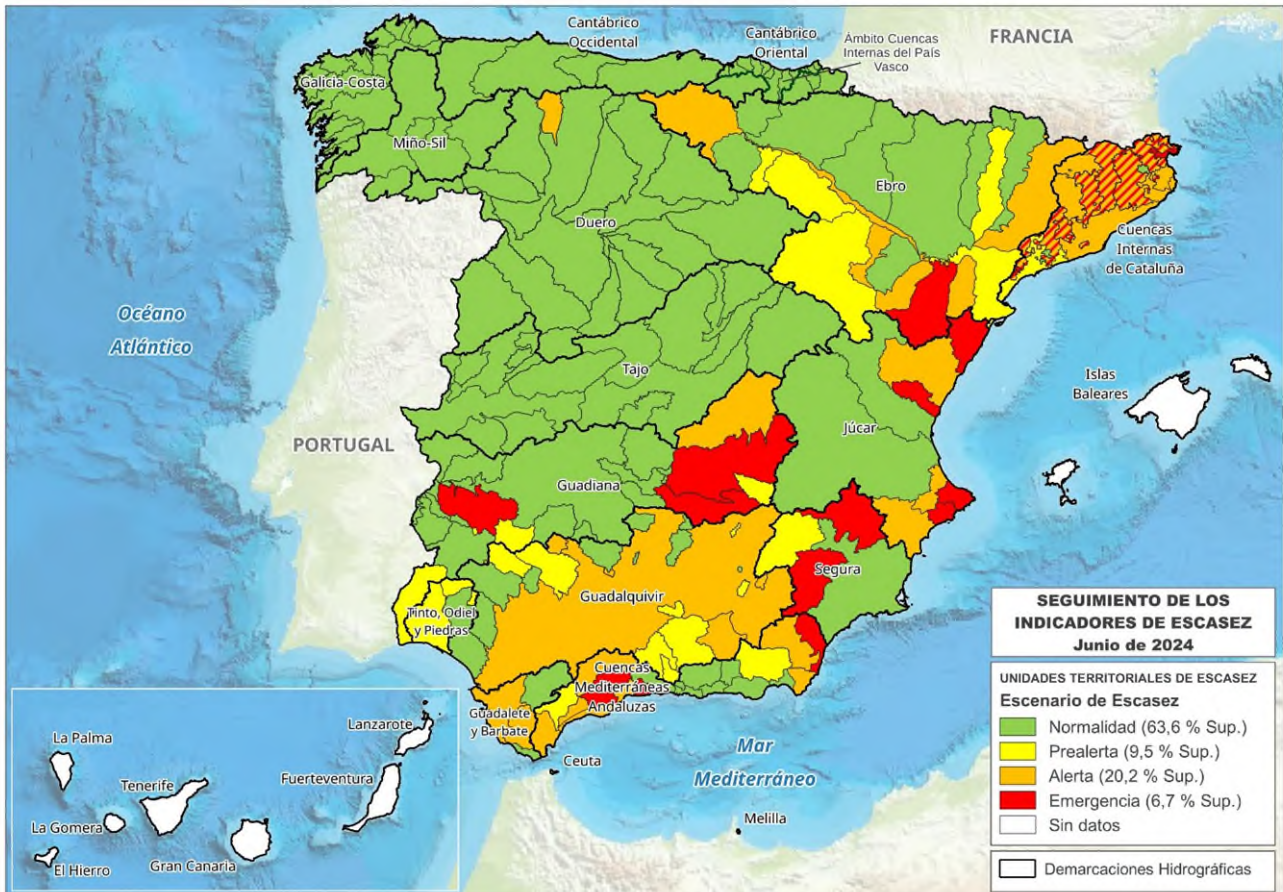 Cantábrico
Occidental
Cantábrico
Oriental
Ámbito Cuencas
Internas del País
Vasco
FRANCIA
Galicia-Costa
Miño-Sil
Ebro
Duero
Cuencas
Internas
de Cataluña
Océano
Atlántico
Tajo
Islas
Baleares
PORTUGAL
Júcar
Guadiana
Segura
Guadalquivir
Tinto, Odiel
y Piedras
Cuencas
Mediterráneas
Andaluzas
Guadalete
y Barbate
Ceuta
Mar
Mediterráneo
Melilla
Lanzarote
La Palma
Tenerife
Fuerteventura
La Gomera
El Hierro
Gran Canarla
SEGUIMIENTO DE LOS
INDICADORES DE ESCASEZ
Junio de 2024
UNIDADES TERRITORIALES DE ESCASEZ
Escenario de Escasez
Normalidad (63,6 % Sup.)
Prealerta (9,5 % Sup.)
Alerta (20,2 % Sup.)
Emergencia (6,7 % Sup.)
Sin datos
Demarcaciones Hidrográficas